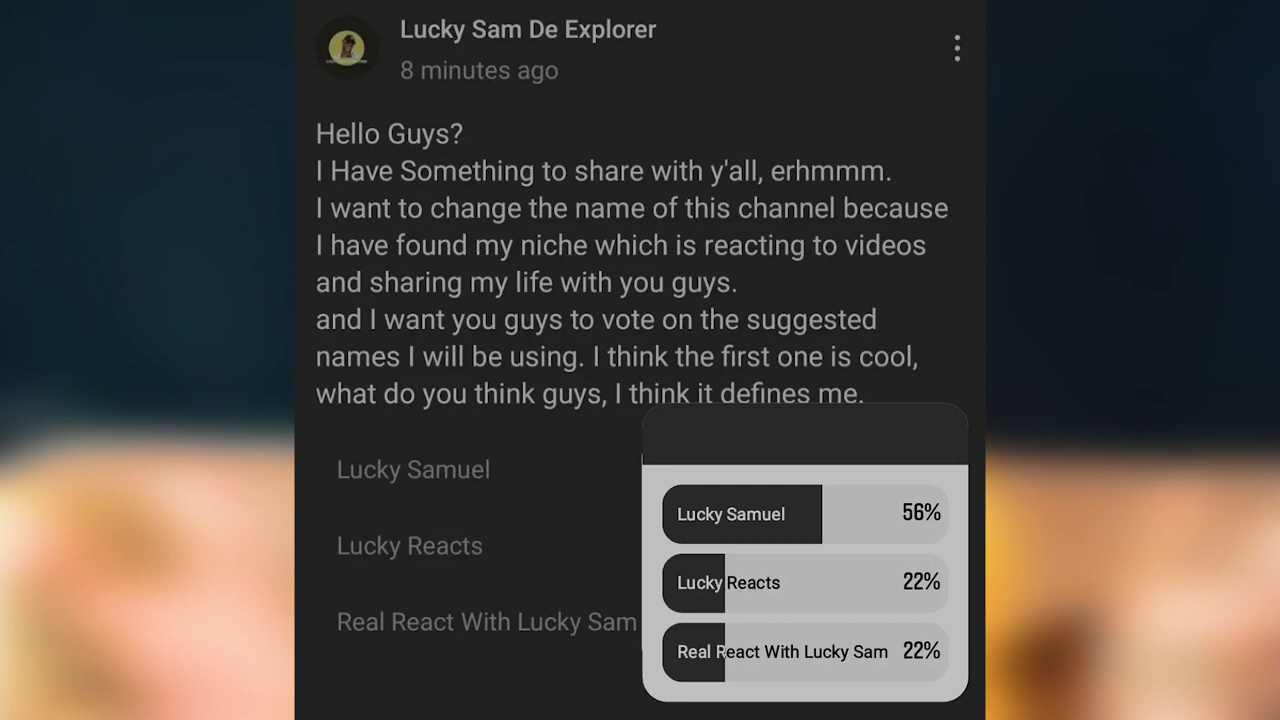 Lucky Sam De Explorer
8 minutes ago
Hello Guys?
I Have Something to share with y'all, erhmmm.
I want to change the name of this channel because
I have found my niche which is reacting to videos
and sharing my life with you guys.
and I want you guys to vote on the suggested
names I will be using. I think the first one is cool,
what do you think guys, I think it defines me.
Lucky Samuel
Lucky Reacts
Real React With Lucky Sam
Lucky Samuel 56%
Lucky Reacts 22%
Real React With Lucky Sam 22%